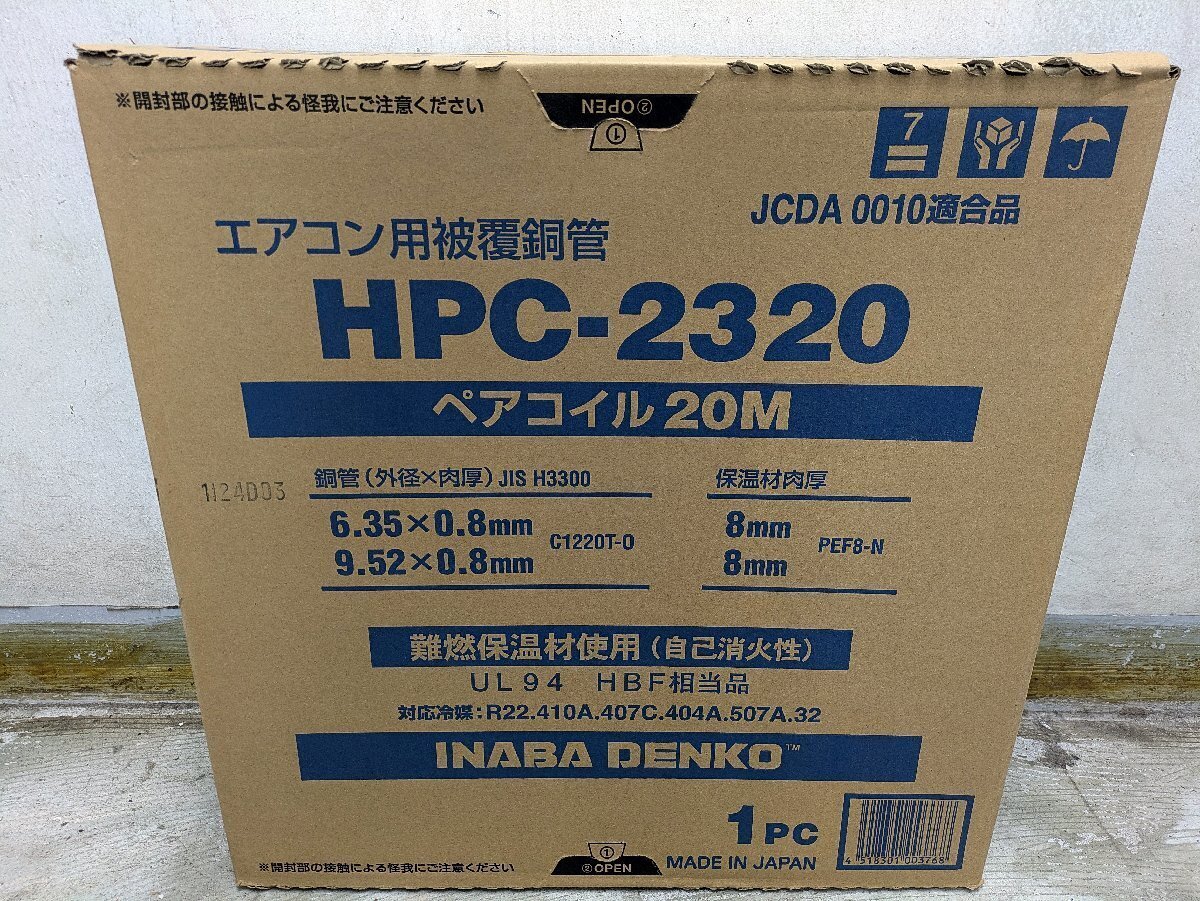 ※開封部の接触による怪我にご注意ください
②OPEN
①
7
JCDA 0010適合品
エアコン用被覆銅管
HPC-2320
ペアコイル 20M
銅管（外径×肉厚）JIS H3300
保温材肉厚
1I24D03
6.35×0.8mm
9.52×0.8mm
C1220T-O
8mm
8mm
PEF8-N
難燃保温材使用（自己消火性）
UL94 HBF相当品
対応冷媒：R22.410A.407C.404A.507A.32
INABA DENKO™
1PC
MADE IN JAPAN
4 518301 003768
①
②OPEN
※開封部の接触による怪我にご注意ください